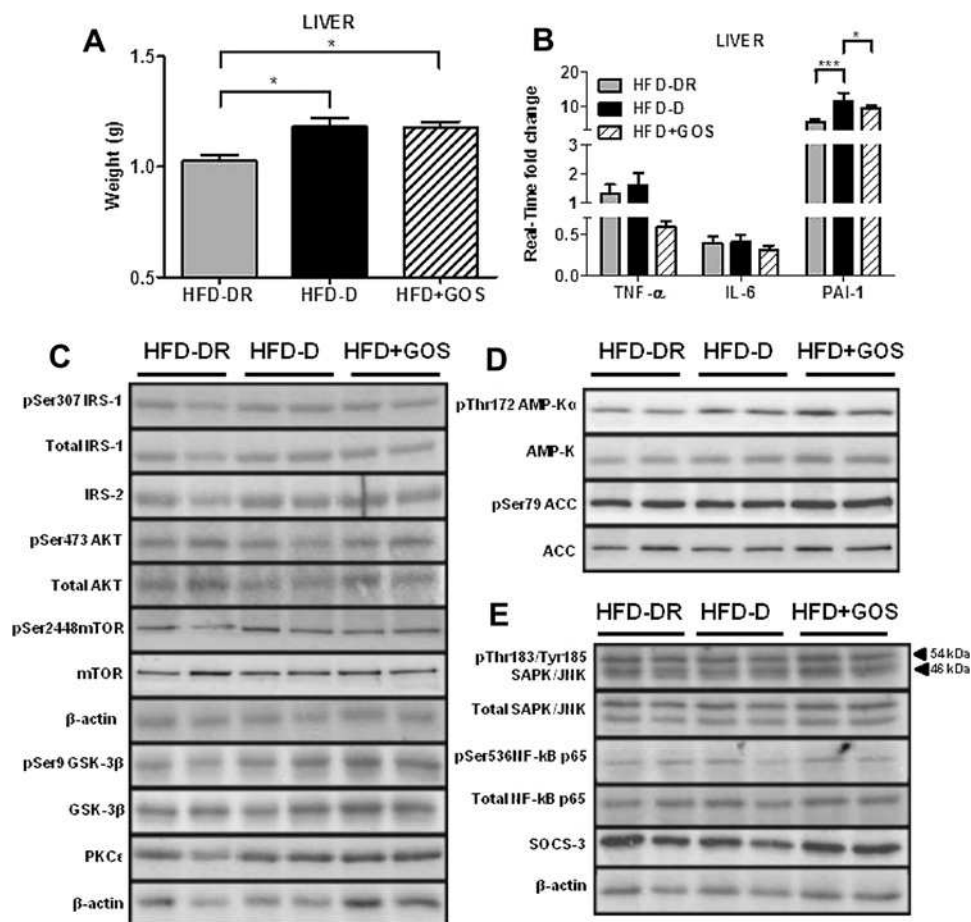 A
LIVER
*
*
Weight (g)
1.5
1.0
0.5
HFD-DR
HFD-D
HFD+GOS
B
LIVER
HFD-DR
HFD-D
HFD+GOS
***
*
Real-Time fold change
20
10
3
2
1
0.5
0.0
TNF-α
IL-6
PAI-1
C
HFD-DR
HFD-D
HFD+GOS
pSer307 IRS-1
Total IRS-1
IRS-2
pSer473 AKT
Total AKT
pSer2448mTOR
mTOR
β-actin
pSer9 GSK-3β
GSK-3β
PKCε
β-actin
D
HFD-DR
HFD-D
HFD+GOS
pThr172 AMP-Kα
AMP-K
pSer79 ACC
ACC
E
HFD-DR
HFD-D
HFD+GOS
pThr183/Tyr185
SAPK/JNK
54 kDa
46 kDa
Total SAPK/JNK
pSer536NF-kB p65
Total NF-kB p65
SOCS-3
β-actin